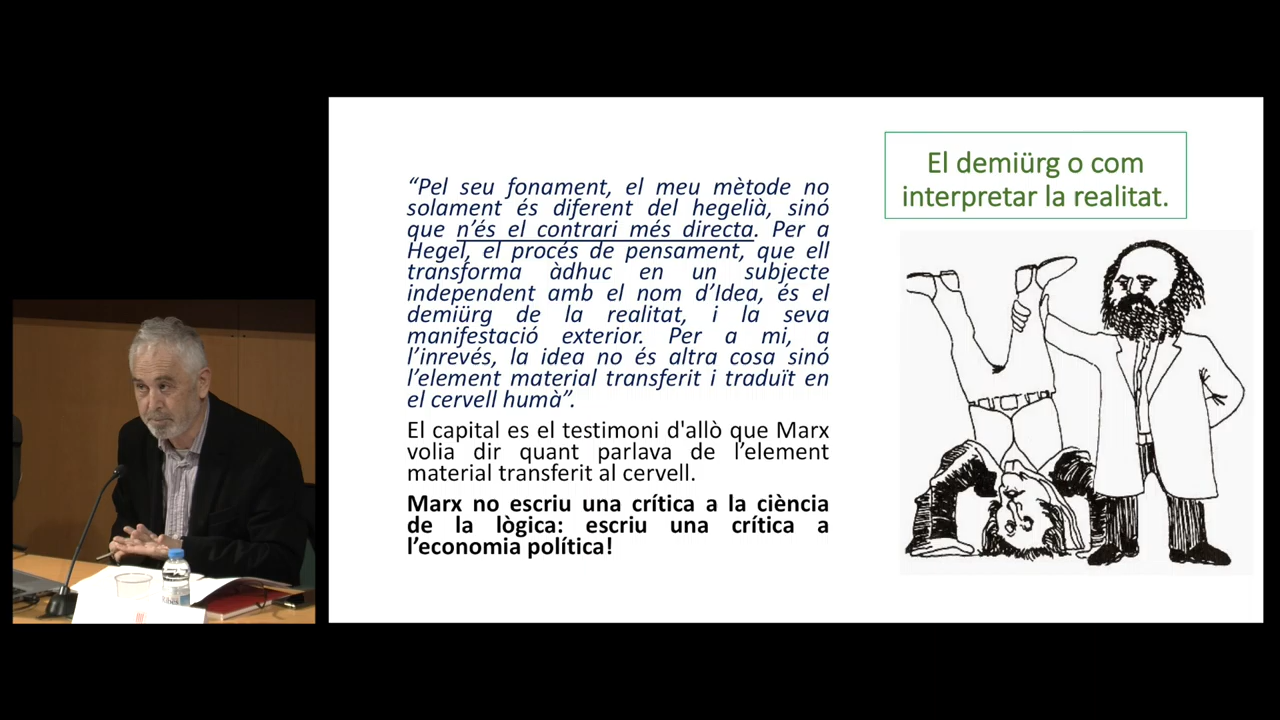 “Pel seu fonament, el meu mètode no
solament és diferent del hegelià, sinó
que n’és el contrari més directa. Per a
Hegel, el procés de pensament, que ell
transforma àdhuc en un subjecte
independent amb el nom d’Idea, és el
demiürg de la realitat, i la seva
manifestació exterior. Per a mi, a
l’inrevés, la idea no és altra cosa sinó
l’element material transferit i traduït en
el cervell humà”.
El capital es el testimoni d'allò que Marx
volia dir quant parlava de l’element
material transferit al cervell.
Marx no escriu una crítica a la ciència
de la lògica: escriu una crítica a
l’economia política!
El demiürg o com
interpretar la realitat.